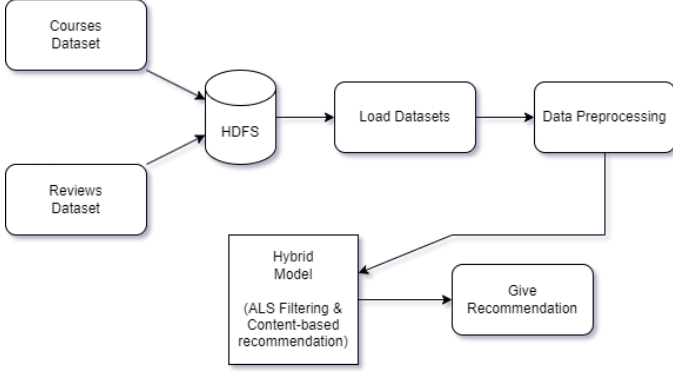 Courses
Dataset
HDFS
Load Datasets
Data Preprocessing
Reviews
Dataset
Hybrid
Model
(ALS Filtering &
Content-based
recommendation)
Give
Recommendation